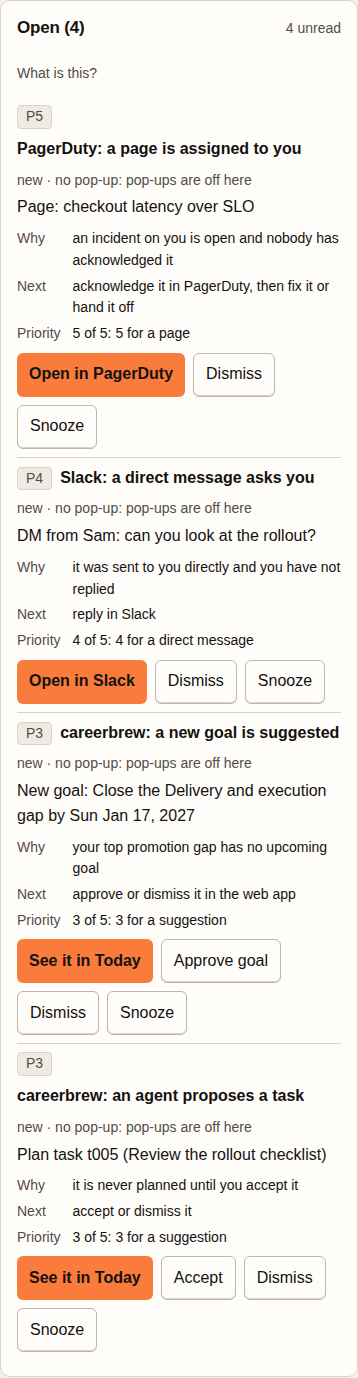 Open (4)
4 unread
What is this?
P5
PagerDuty: a page is assigned to you
new · no pop-up: pop-ups are off here
Page: checkout latency over SLO
Why an incident on you is open and nobody has
acknowledged it
Next acknowledge it in PagerDuty, then fix it or
hand it off
Priority 5 of 5: 5 for a page
Open in PagerDuty Dismiss
Snooze
P4 Slack: a direct message asks you
new · no pop-up: pop-ups are off here
DM from Sam: can you look at the rollout?
Why it was sent to you directly and you have not
replied
Next reply in Slack
Priority 4 of 5: 4 for a direct message
Open in Slack Dismiss Snooze
P3 careerbrew: a new goal is suggested
new · no pop-up: pop-ups are off here
New goal: Close the Delivery and execution
gap by Sun Jan 17, 2027
Why your top promotion gap has no upcoming
goal
Next approve or dismiss it in the web app
Priority 3 of 5: 3 for a suggestion
See it in Today Approve goal
Dismiss Snooze
P3
careerbrew: an agent proposes a task
new · no pop-up: pop-ups are off here
Plan task t005 (Review the rollout checklist)
Why it is never planned until you accept it
Next accept or dismiss it
Priority 3 of 5: 3 for a suggestion
See it in Today Accept Dismiss
Snooze